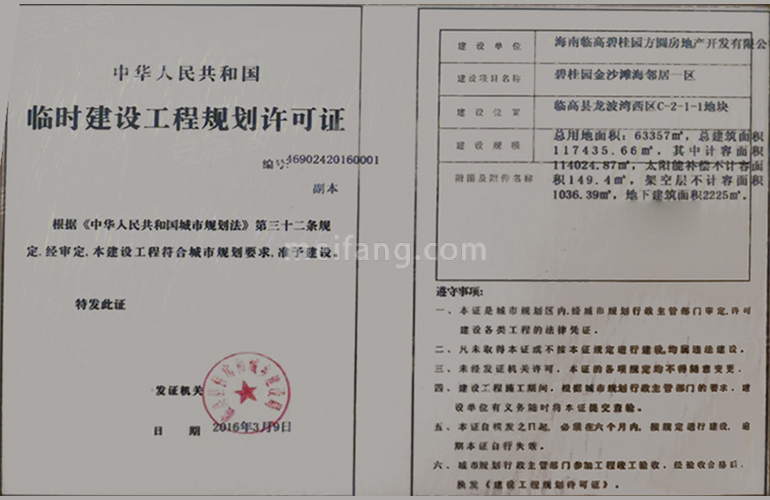 中华人民共和国
临时建设工程规划许可证
编号:46902420160001
副本
根据《中华人民共和国城市规划法》第三十二条规
定,经审定,本建设工程符合城市规划要求,准予建设。
特发此证
发证机关
日 期 2016年3月9日
建设单位 海南临高碧桂园方圆房地产开发有限公
建设项目名称 碧桂园金沙滩海邻居一区
建设位置 临高县龙波湾西区C-2-1-1地块
建设规模 总用地面积：63357㎡，总建筑面积
117435.66㎡，其中计容面积
114024.87㎡，太阳能补偿不计容面
附图及附件名称 积149.4㎡，架空层不计容面积
1036.39㎡，地下建筑面积2225㎡.
遵守事项:
一、本证是城市规划区内,经城市规划行政主管部门审定,许可
建设各类工程的法律凭证。
二、凡未取得本证或不按本证规定进行建设,均属违法建设。
三、未经发证机关许可，本证的各项规定均不得随意变更。
四、建设工程施工期间，根据城市规划行政主管部门的要求，建
设单位有义务随时将本证提交查验。
五、本证自核发之日起，必须在六个月内，按规定进行建设，逾
期本证自行失效。
六、城市规划行政主管部门参加工程竣工验收，经验收合格后，
换发《建设工程规划许可证》。
meifang.com